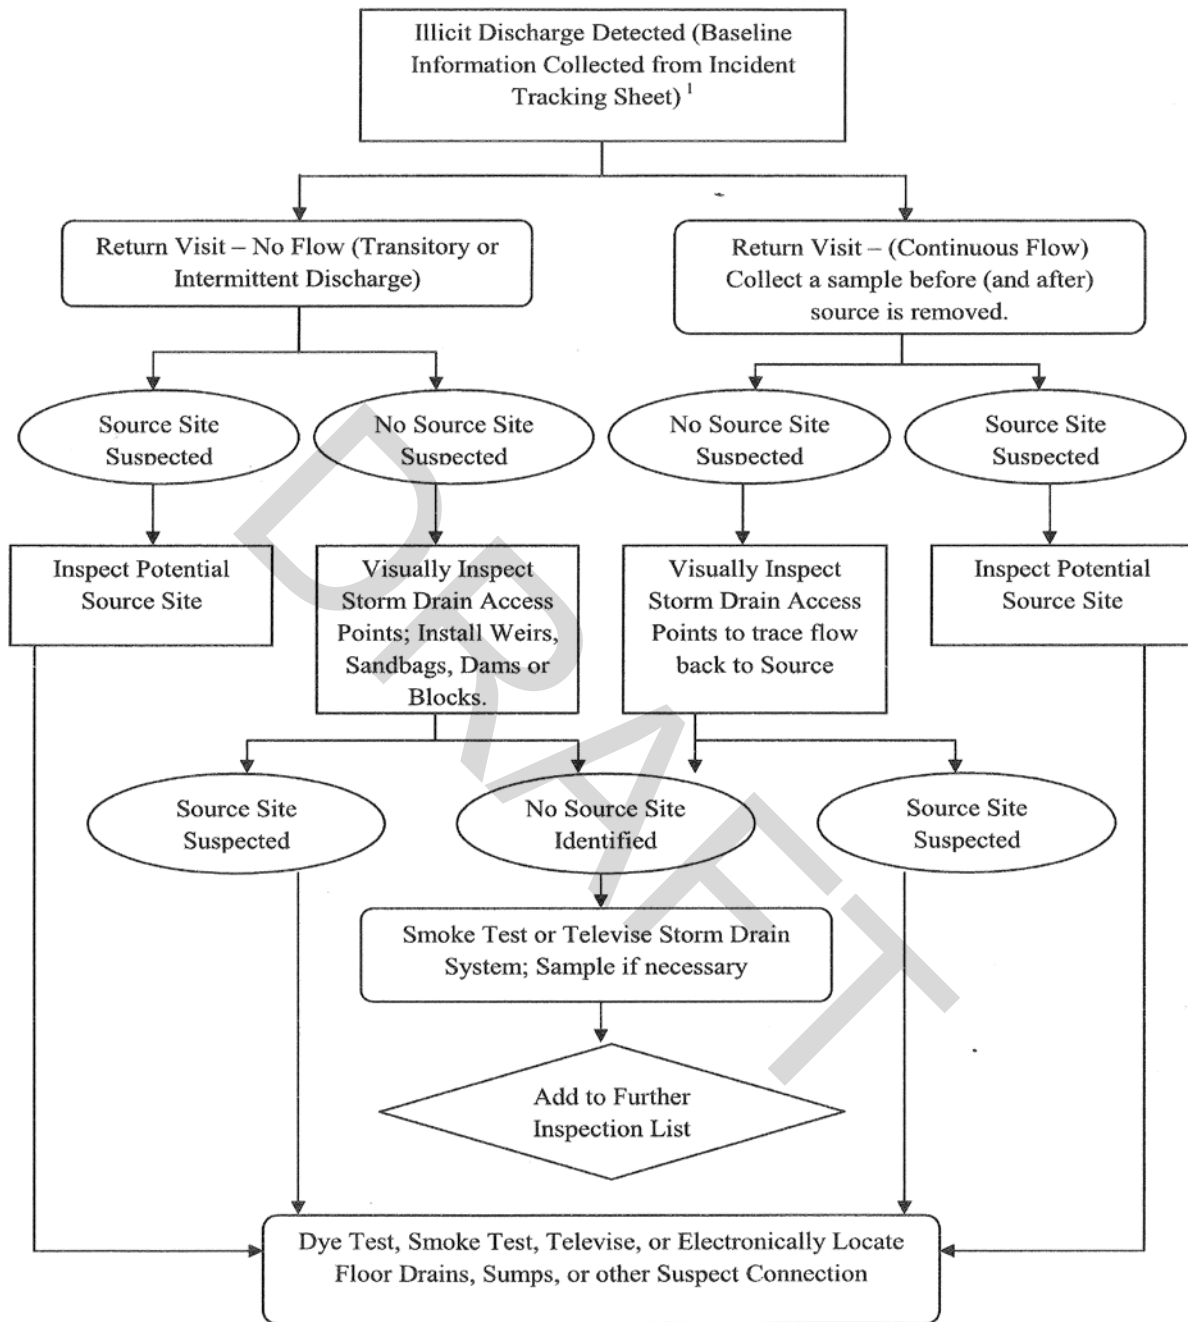 Illicit Discharge Detected (Baseline
Information Collected from Incident
Tracking Sheet) 1
Return Visit – No Flow (Transitory or
Intermittent Discharge)
Return Visit – (Continuous Flow)
Collect a sample before (and after)
source is removed.
Source Site
Suspected
No Source Site
Suspected
No Source Site
Suspected
Source Site
Suspected
Inspect Potential
Source Site
Visually Inspect
Storm Drain Access
Points; Install Weirs,
Sandbags, Dams or
Blocks.
Visually Inspect
Storm Drain Access
Points to trace flow
back to Source
Inspect Potential
Source Site
Source Site
Suspected
No Source Site
Identified
Source Site
Suspected
Smoke Test or Televise Storm Drain
System; Sample if necessary
Add to Further
Inspection List
Dye Test, Smoke Test, Televise, or Electronically Locate
Floor Drains, Sumps, or other Suspect Connection
DRAFT